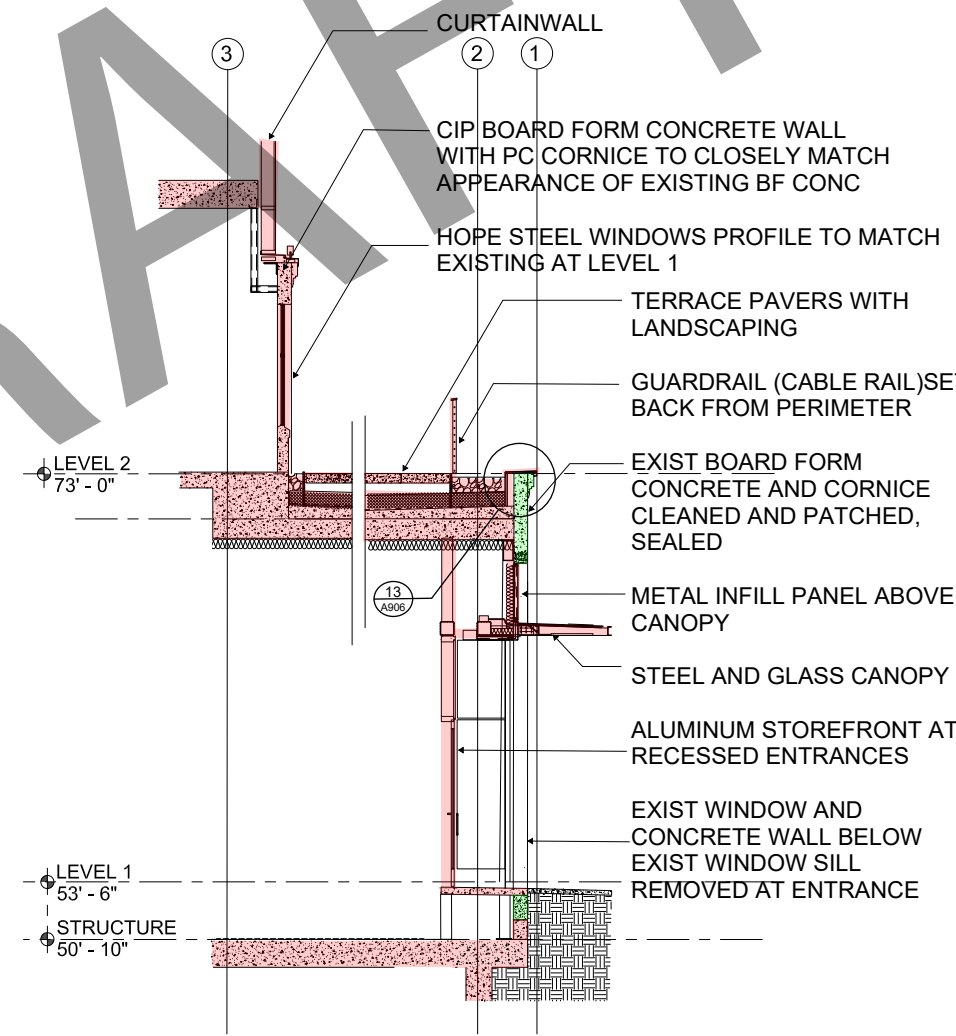 CURTAINWALL
3
2
1
CIP BOARD FORM CONCRETE WALL
WITH PC CORNICE TO CLOSELY MATCH
APPEARANCE OF EXISTING BF CONC
HOPE STEEL WINDOWS PROFILE TO MATCH
EXISTING AT LEVEL 1
TERRACE PAVERS WITH
LANDSCAPING
GUARDRAIL (CABLE RAIL)SET
BACK FROM PERIMETER
LEVEL 2
73' - 0"
EXIST BOARD FORM
CONCRETE AND CORNICE
CLEANED AND PATCHED,
SEALED
13
A906
METAL INFILL PANEL ABOVE
CANOPY
STEEL AND GLASS CANOPY
ALUMINUM STOREFRONT AT
RECESSED ENTRANCES
EXIST WINDOW AND
CONCRETE WALL BELOW
EXIST WINDOW SILL
REMOVED AT ENTRANCE
LEVEL 1
53' - 6"
STRUCTURE
50' - 10"